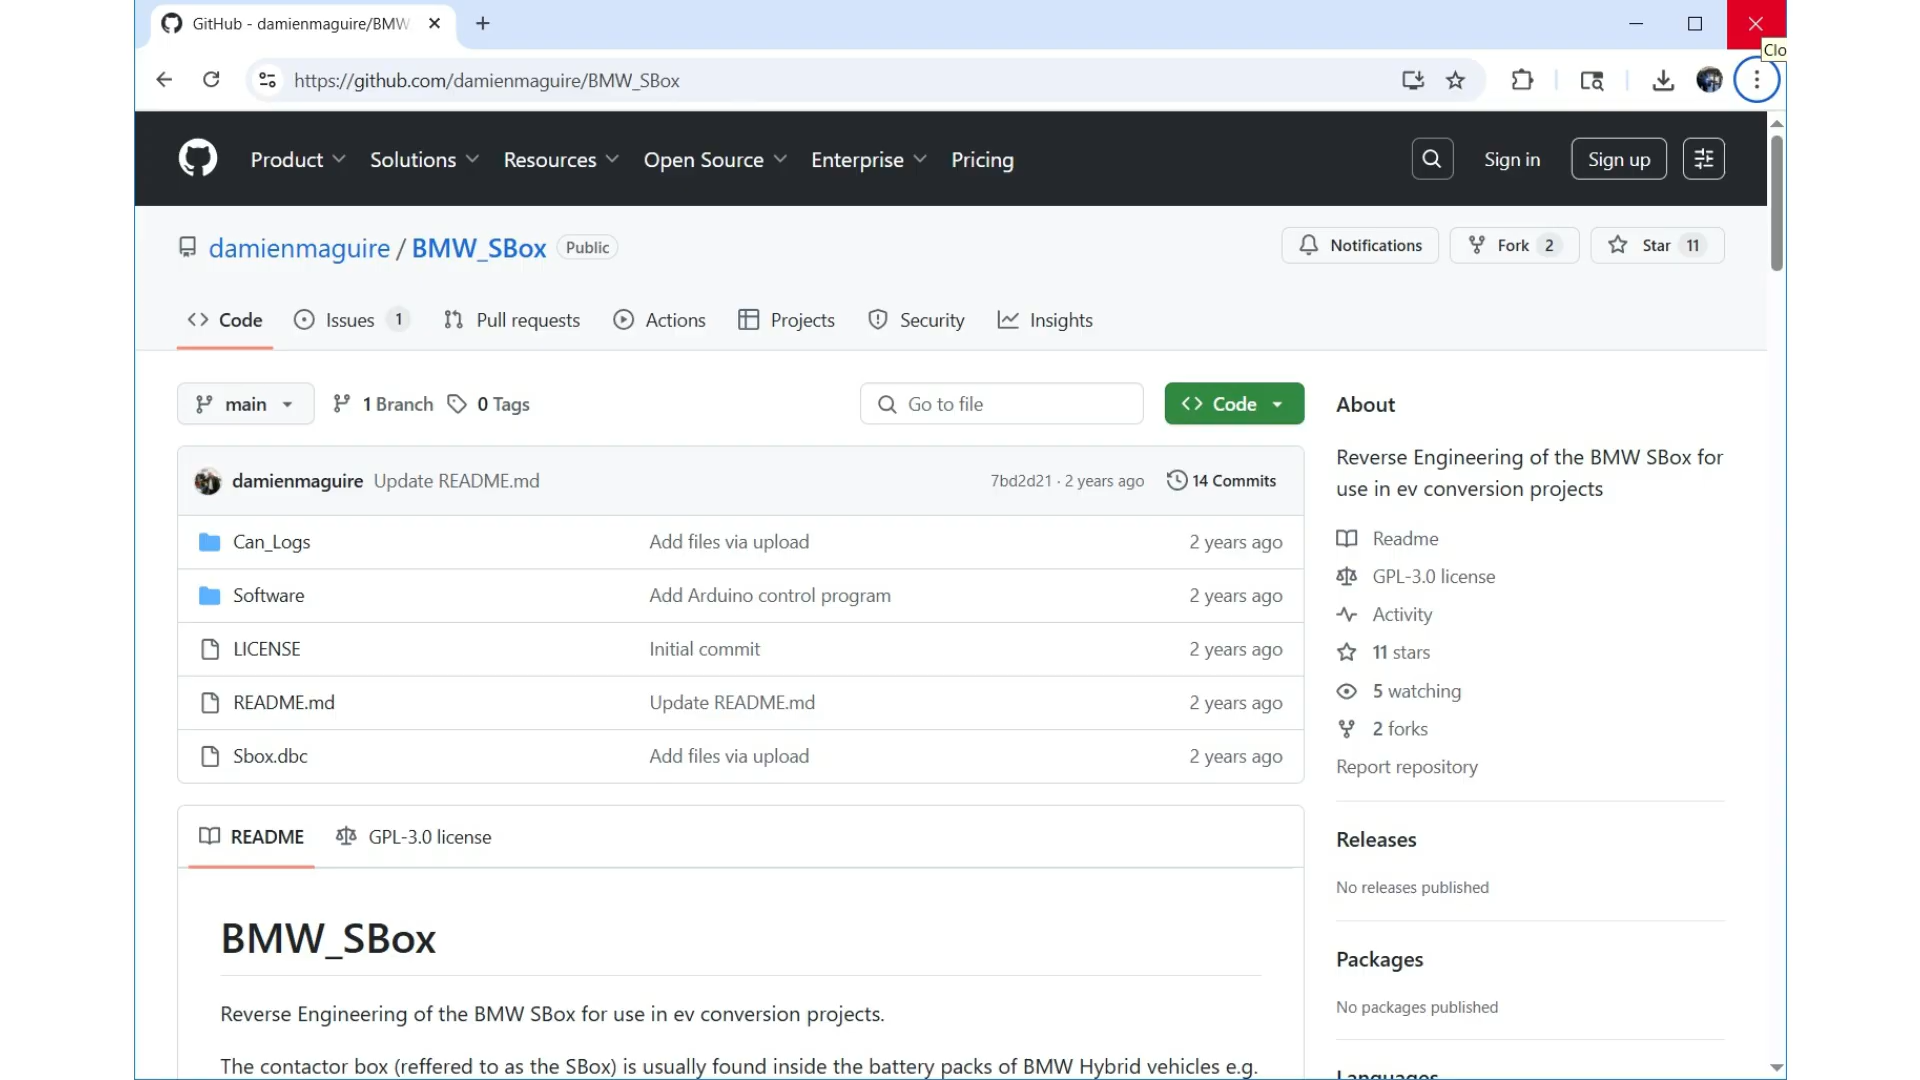 GitHub - damienmaguire/BMW
Clo
https://github.com/damienmaguire/BMW_SBox
Product Solutions Resources Open Source Enterprise Pricing Sign in Sign up
damienmaguire / BMW_SBox Public Notifications Fork 2 Star 11
Code Issues 1 Pull requests Actions Projects Security Insights
main 1 Branch 0 Tags Go to file Code
damienmaguire Update README.md 7bd2d21 · 2 years ago 14 Commits
Can_Logs Add files via upload 2 years ago
Software Add Arduino control program 2 years ago
LICENSE Initial commit 2 years ago
README.md Update README.md 2 years ago
Sbox.dbc Add files via upload 2 years ago
README GPL-3.0 license
BMW_SBox
Reverse Engineering of the BMW SBox for use in ev conversion projects.
The contactor box (reffered to as the SBox) is usually found inside the battery packs of BMW Hybrid vehicles e.g.
About
Reverse Engineering of the BMW SBox for
use in ev conversion projects
Readme
GPL-3.0 license
Activity
11 stars
5 watching
2 forks
Report repository
Releases
No releases published
Packages
No packages published
Languages